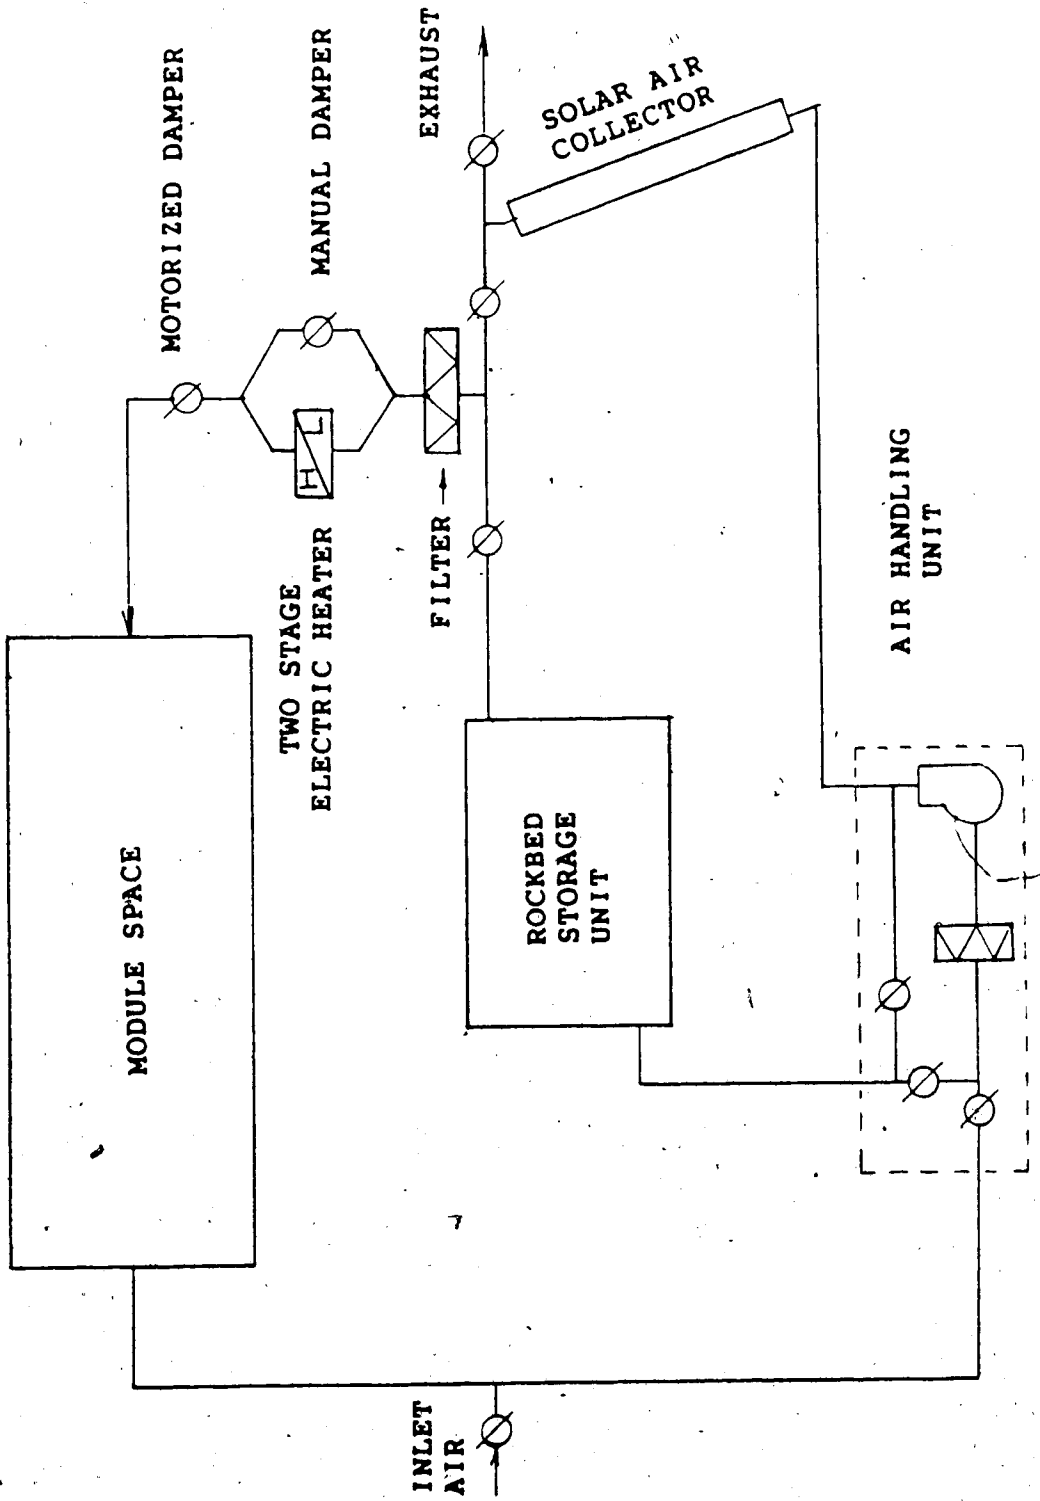 MOTORIZED DAMPER
MANUAL DAMPER
EXHAUST
SOLAR AIR
COLLECTOR
H L
TWO STAGE
ELECTRIC HEATER
FILTER
AIR HANDLING
UNIT
MODULE SPACE
ROCKBED
STORAGE
UNIT
INLET
AIR